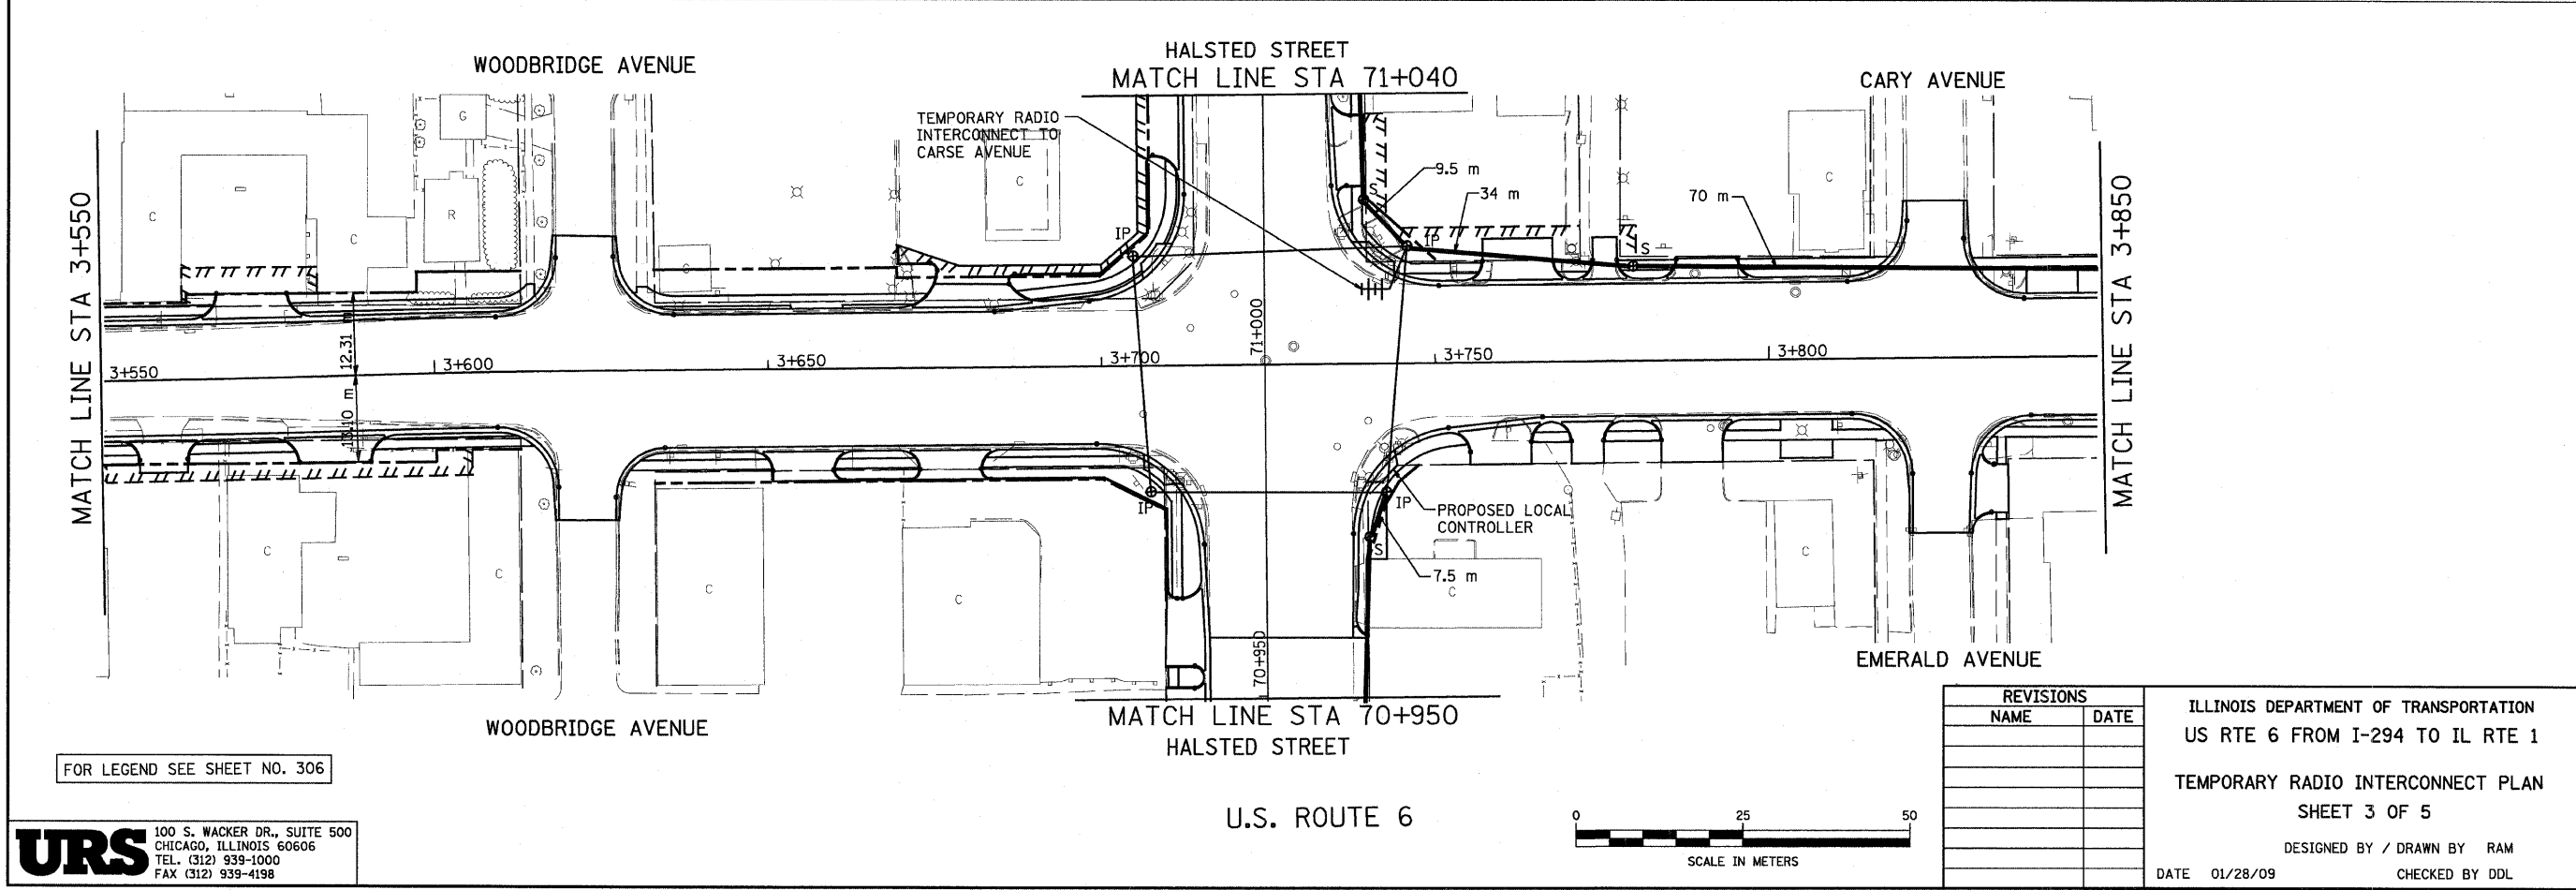 HALSTED STREET
MATCH LINE STA 71+040
WOODBRIDGE AVENUE
CARY AVENUE
TEMPORARY RADIO
INTERCONNECT TO
CARSE AVENUE
G
C
R
C
C
C
C
C
9.5 m
34 m
70 m
S
IP
IP
S
MATCH LINE STA 3+550
MATCH LINE STA 3+850
12.31 m
13.10 m
71+000
3+550
3+600
3+650
3+700
3+750
3+800
IP
IP
S
PROPOSED LOCAL
CONTROLLER
7.5 m
C
C
C
C
C
C
70+950
EMERALD AVENUE
MATCH LINE STA 70+950
HALSTED STREET
WOODBRIDGE AVENUE
FOR LEGEND SEE SHEET NO. 306
U.S. ROUTE 6
0 25 50
SCALE IN METERS
URS
100 S. WACKER DR., SUITE 500
CHICAGO, ILLINOIS 60606
TEL. (312) 939-1000
FAX (312) 939-4198
REVISIONS
NAME DATE
ILLINOIS DEPARTMENT OF TRANSPORTATION
US RTE 6 FROM I-294 TO IL RTE 1
TEMPORARY RADIO INTERCONNECT PLAN
SHEET 3 OF 5
DESIGNED BY / DRAWN BY RAM
DATE 01/28/09 CHECKED BY DDL